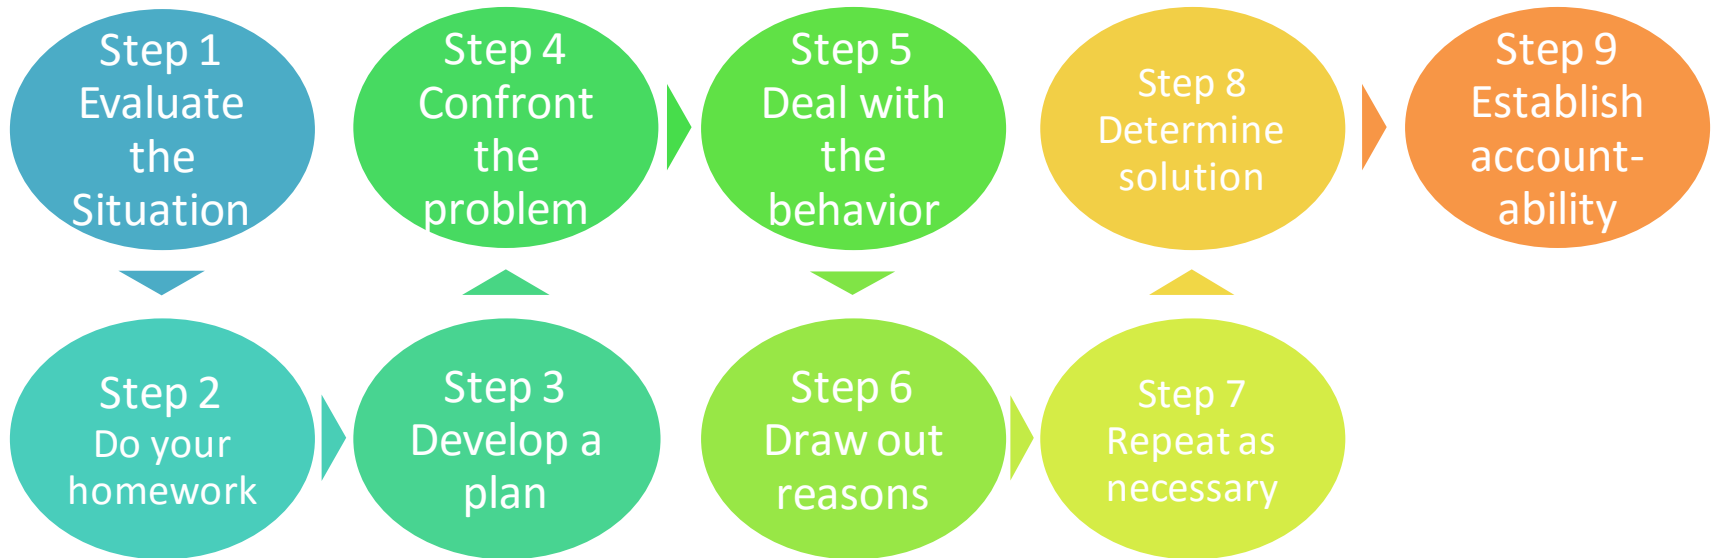 Step 1
Evaluate
the
Situation
Step 2
Do your
homework
Step 3
Develop a
plan
Step 4
Confront
the
problem
Step 5
Deal with
the
behavior
Step 6
Draw out
reasons
Step 7
Repeat as
necessary
Step 8
Determine
solution
Step 9
Establish
account-
ability